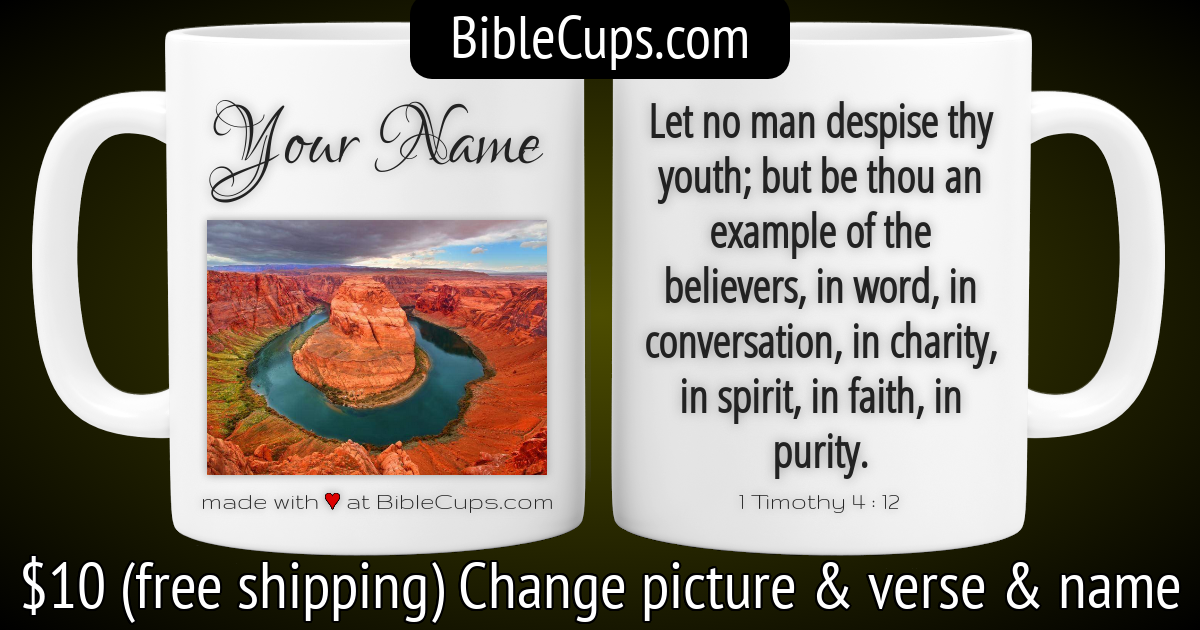 BibleCups.com
Your Name
made with ♥ at BibleCups.com
Let no man despise thy
youth; but be thou an
example of the
believers, in word, in
conversation, in charity,
in spirit, in faith, in
purity.
1 Timothy 4 : 12
$10 (free shipping) Change picture & verse & name